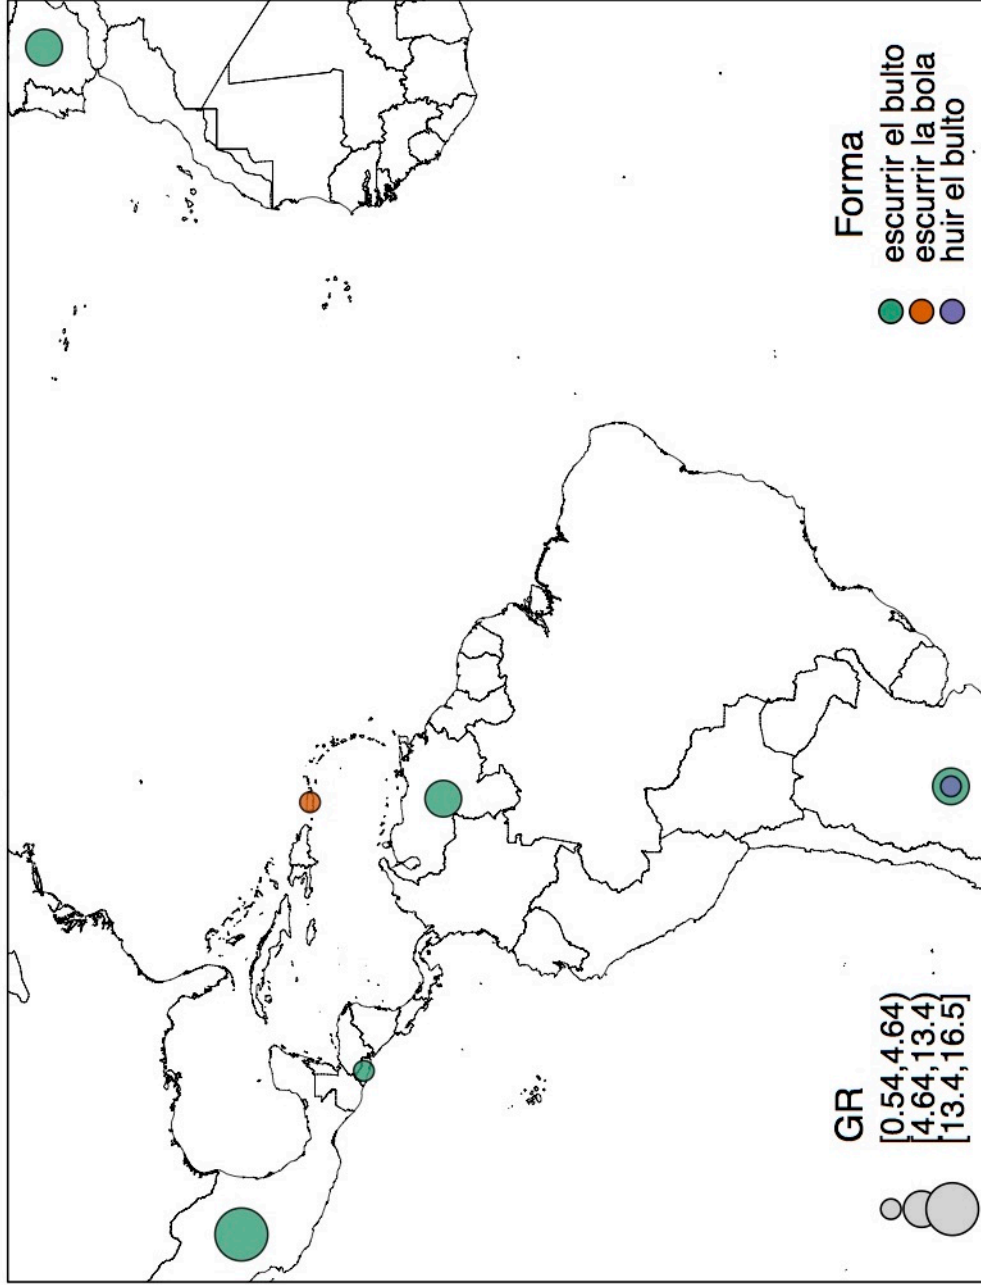 GR
[0.54,4.64)
[4.64,13.4)
[13.4,16.5]
Forma
escurrir el bulto
escurrir la bola
huir el bulto